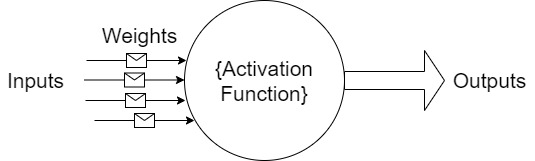 Weights
Inputs
{Activation
Function}
Outputs